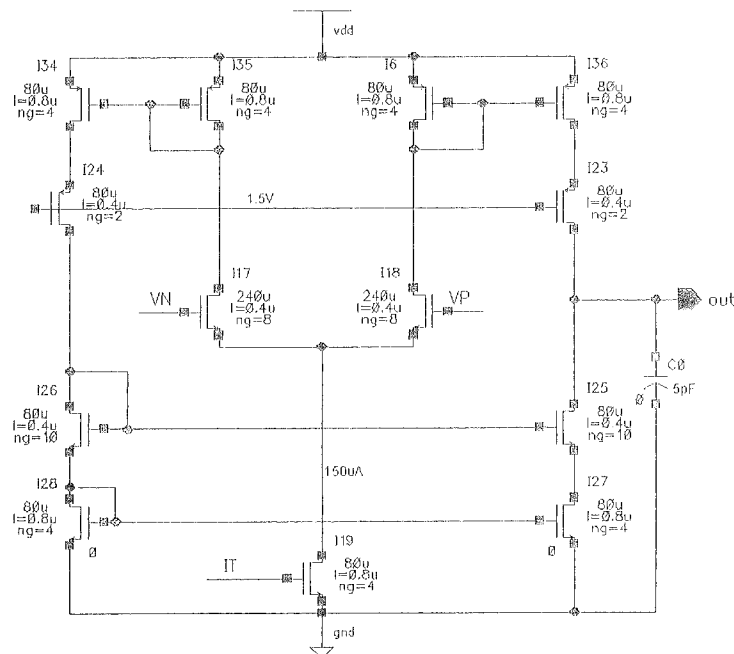 vdd
I34
80u
l=0.8u
ng=4
I35
80u
l=0.8u
ng=4
I6
80u
l=0.8u
ng=4
I36
80u
l=0.8u
ng=4
I24
80u
l=0.4u
ng=2
1.5V
I23
80u
l=0.4u
ng=2
VN
I17
240u
l=0.4u
ng=8
I18
240u
l=0.4u
ng=8
VP
out
C0
5pF
0
I26
80u
l=0.4u
ng=10
I25
80u
l=0.4u
ng=10
150uA
I28
80u
l=0.8u
ng=4
0
I27
80u
l=0.8u
ng=4
0
IT
I19
80u
l=0.8u
ng=4
gnd